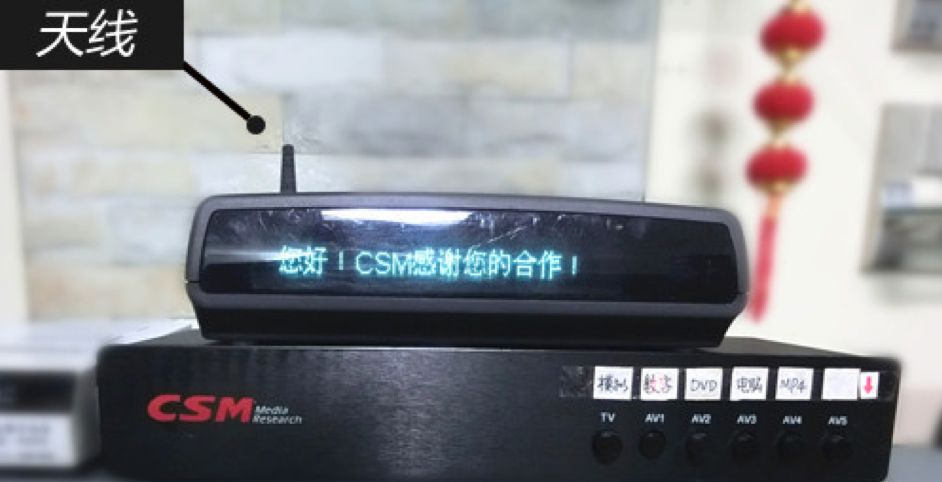 天线
您好！CSM感谢您的合作！
CSM Media Research
模拟 数字 DVD 电脑 MP4
TV AV1 AV2 AV3 AV4 AV5